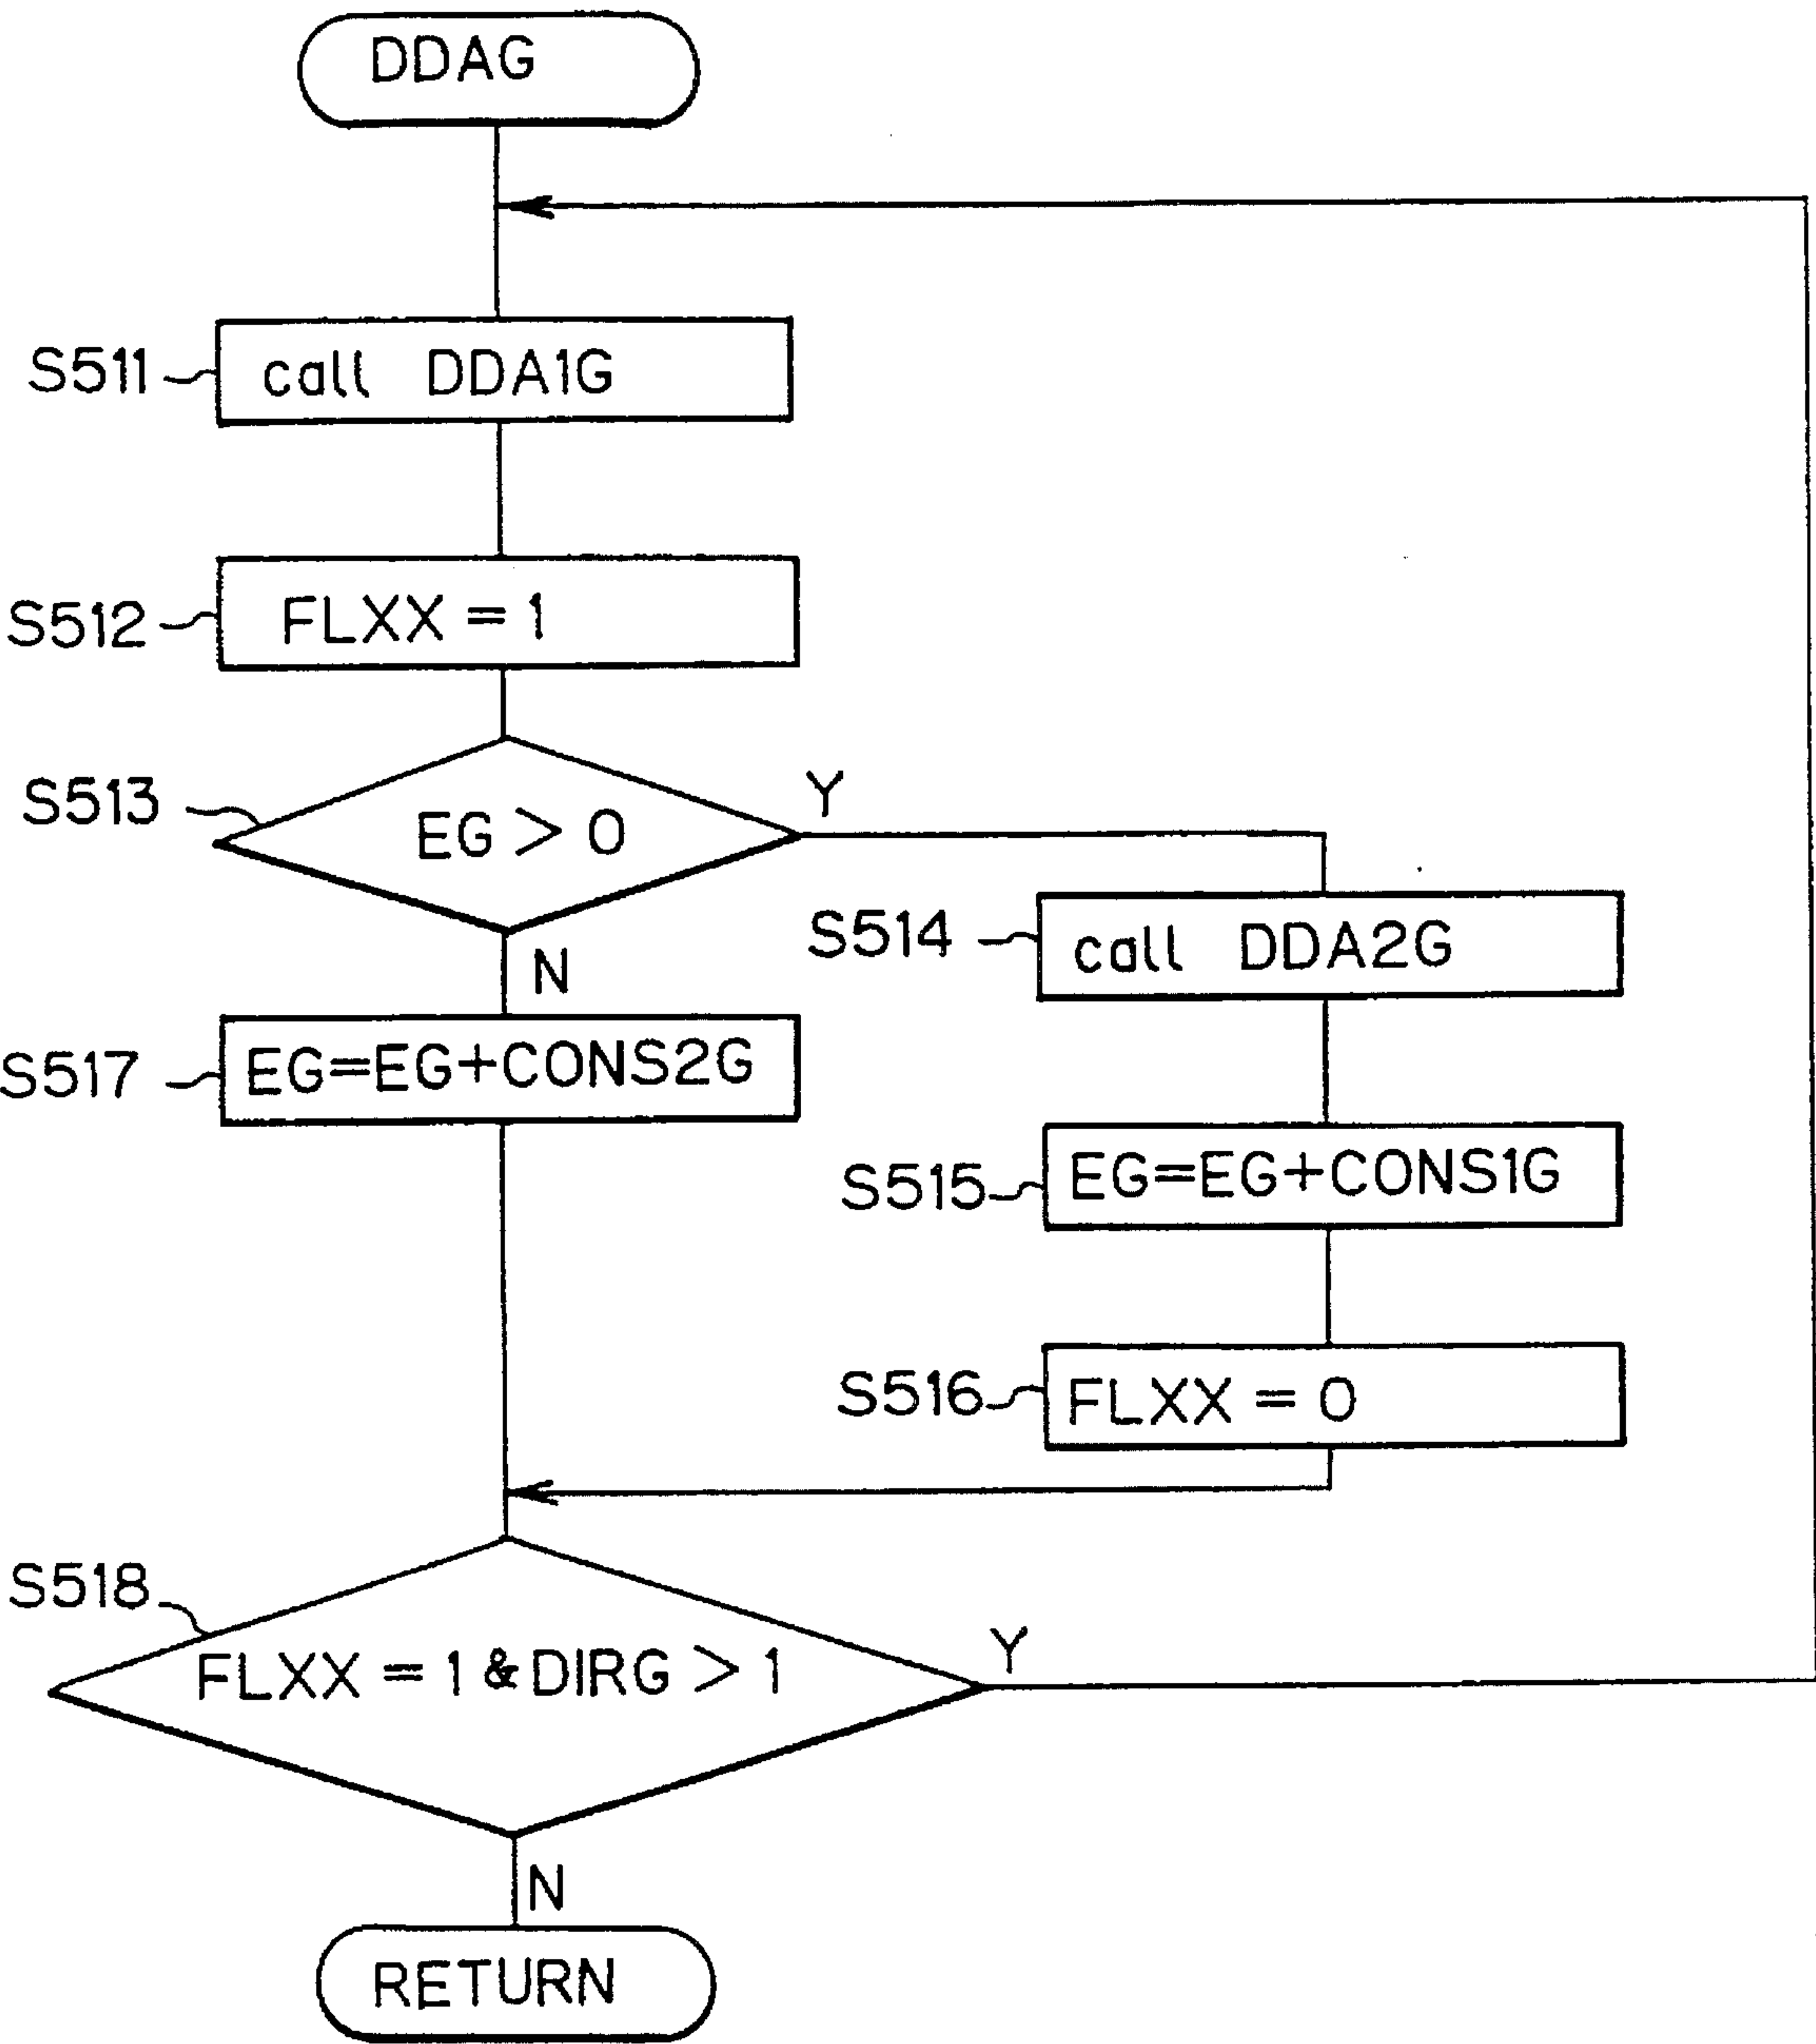 DDAG
S511
call DDA1G
S512
FLXX = 1
S513
EG > 0
Y
N
S514
call DDA2G
S517
EG=EG+CONS2G
S515
EG=EG+CONS1G
S516
FLXX = 0
S518
FLXX = 1 & DIRG > 1
Y
N
RETURN